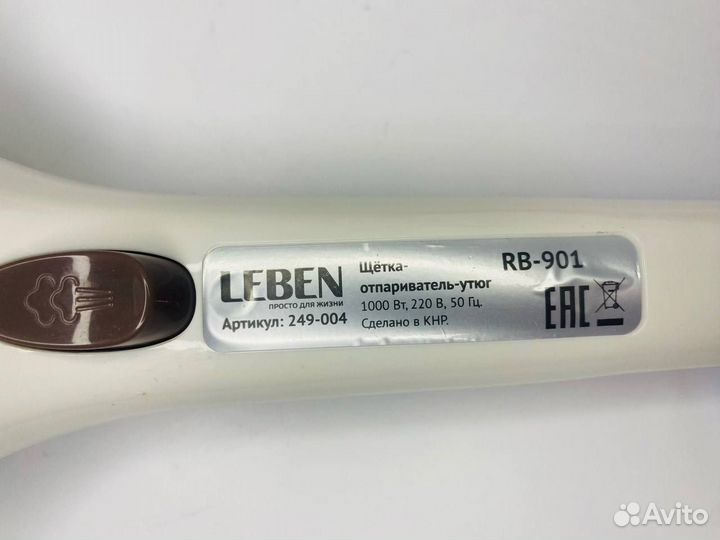 LEBEN
просто для жизни
Артикул: 249-004
Щётка-
отпариватель-утюг
1000 Вт, 220 В, 50 Гц.
Сделано в КНР.
RB-901
EAC
Avito